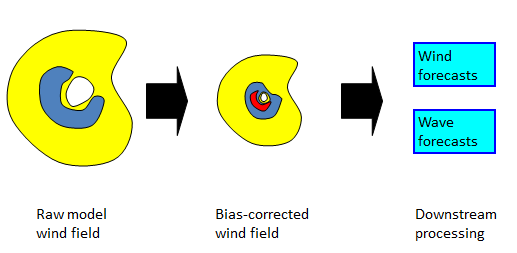 Wind
forecasts
Wave
forecasts
Raw model
wind field
Bias-corrected
wind field
Downstream
processing